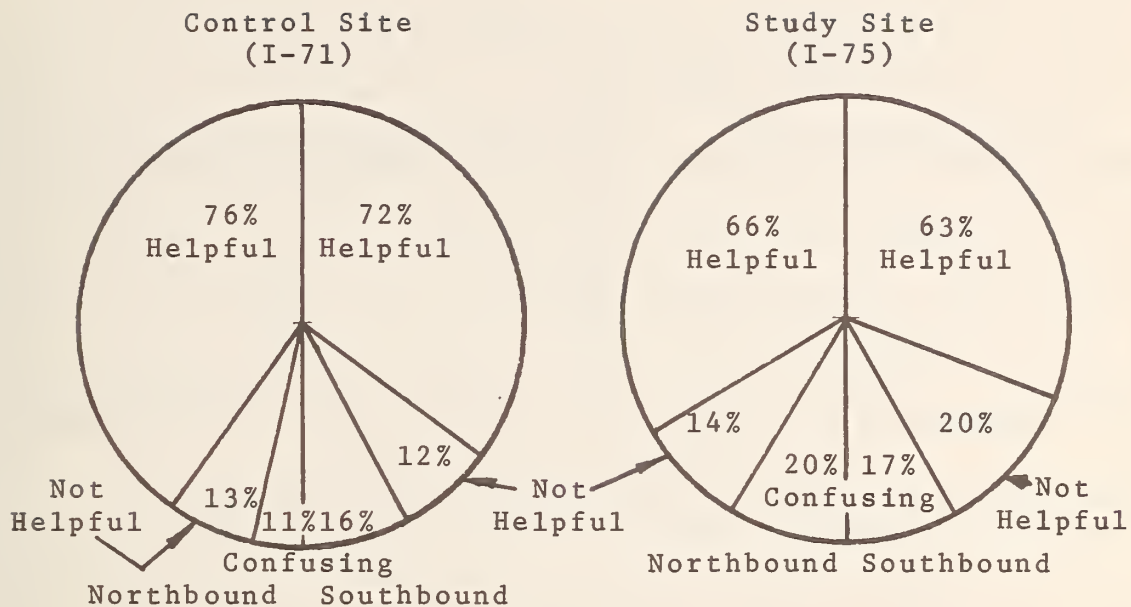 Control Site
(I-71)
76%
Helpful
72%
Helpful
12%
13%
11%
16%
Confusing
Not
Helpful
Northbound Southbound
Not
Helpful
Study Site
(I-75)
66%
Helpful
63%
Helpful
14%
20%
20%
17%
Confusing
Not
Helpful
Northbound Southbound